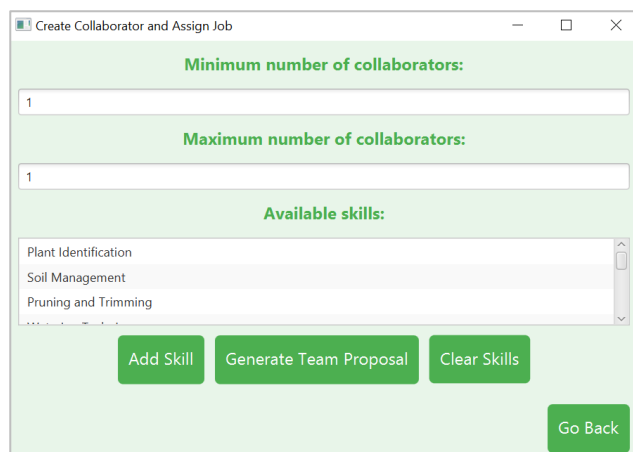 Create Collaborator and Assign Job
Minimum number of collaborators:
1
Maximum number of collaborators:
1
Available skills:
Plant Identification
Soil Management
Pruning and Trimming
Add Skill
Generate Team Proposal
Clear Skills
Go Back